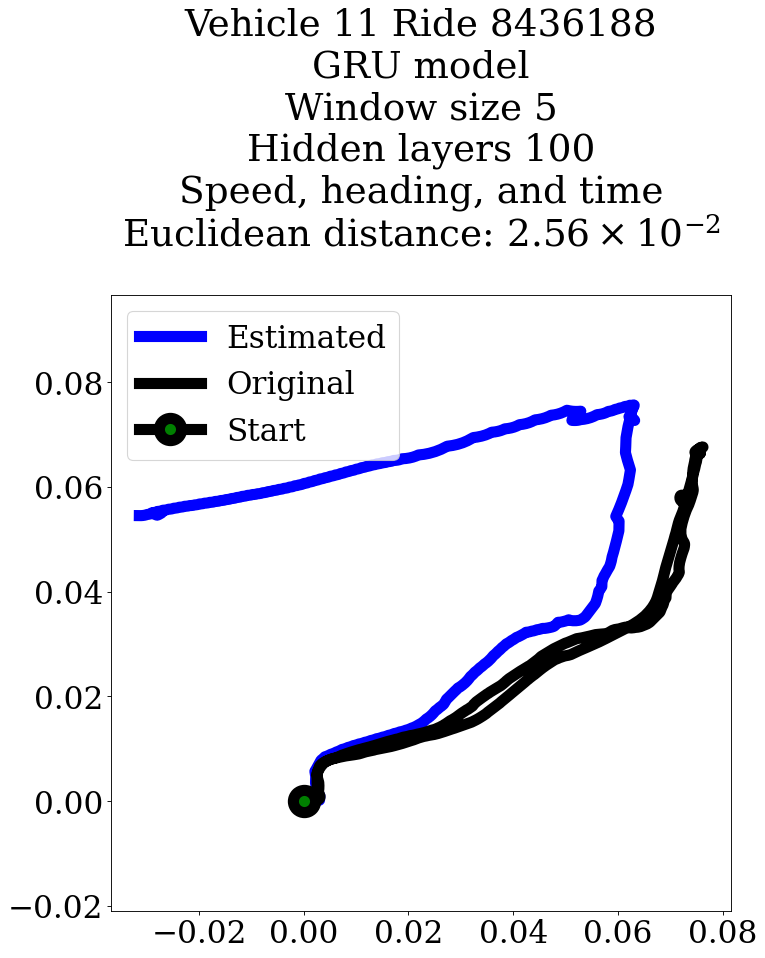 Vehicle 11 Ride 8436188
GRU model
Window size 5
Hidden layers 100
Speed, heading, and time
Euclidean distance: 2.56 × 10⁻²
Estimated
Original
Start
0.08
0.06
0.04
0.02
0.00
−0.02
−0.02 0.00 0.02 0.04 0.06 0.08